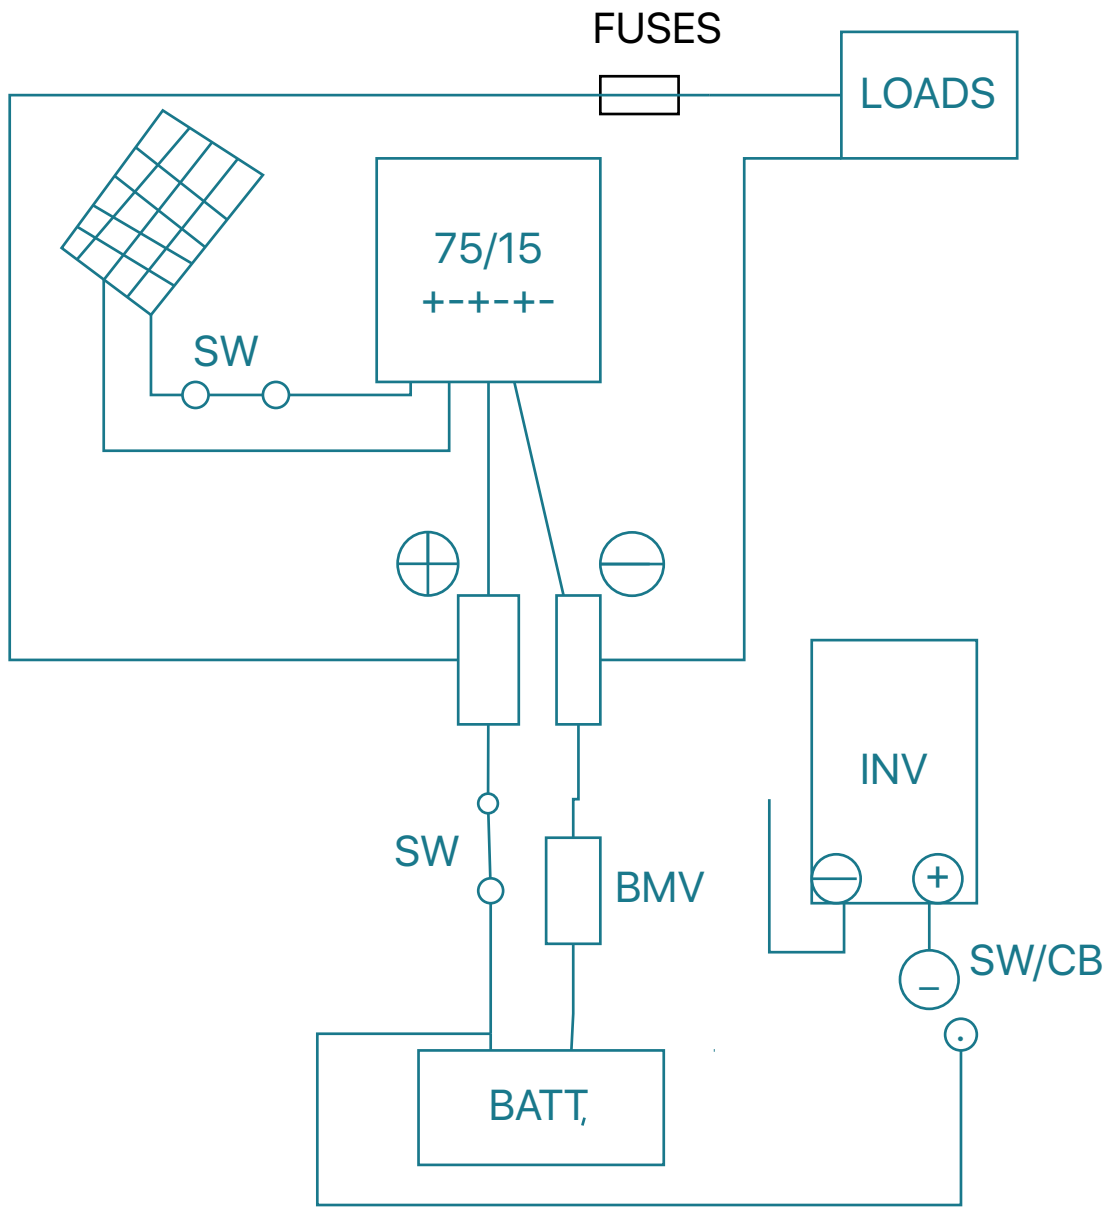 FUSES
LOADS
75/15
+-+-+-
SW
SW
BMV
INV
+
SW/CB
BATT,